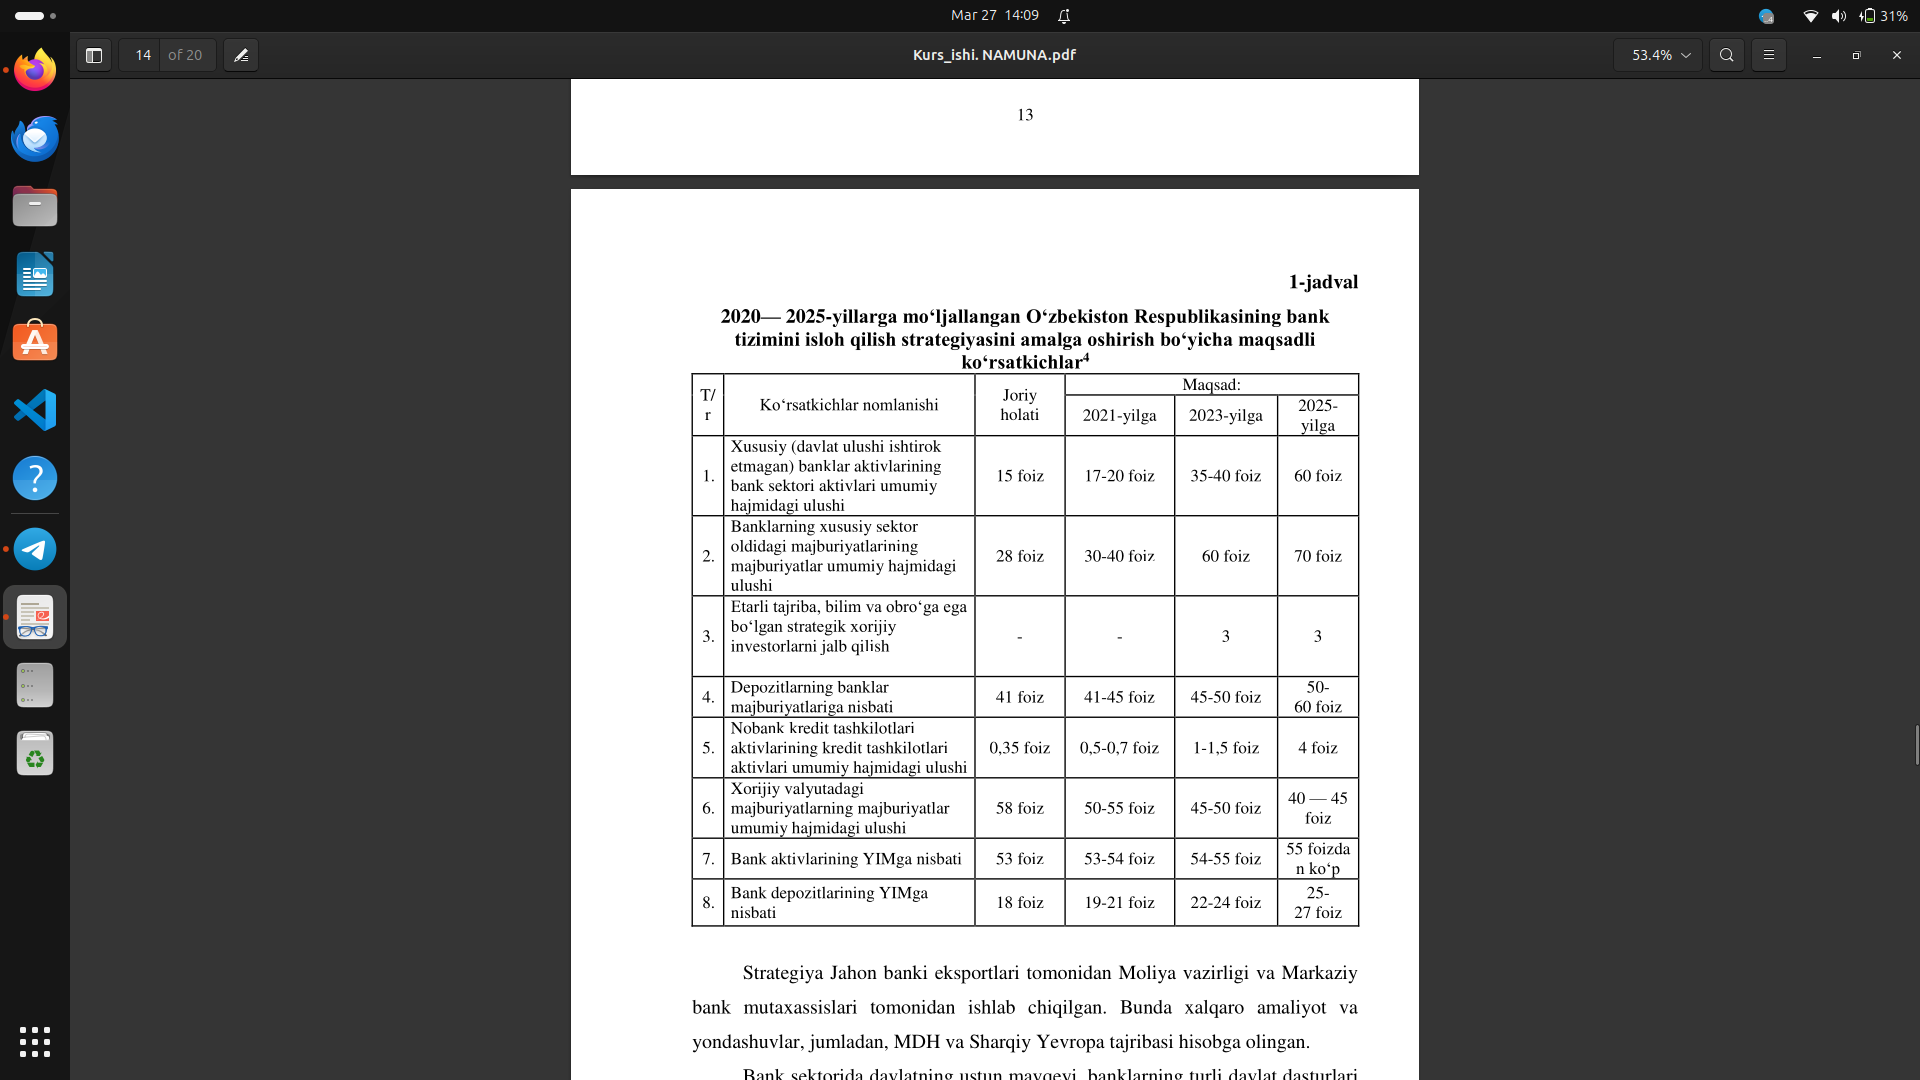 Mar 27 14:09
31%
14 of 20
Kurs_ishi. NAMUNA.pdf
53.4%
13
1-jadval
2020— 2025-yillarga mo‘ljallangan O‘zbekiston Respublikasining bank
tizimini isloh qilish strategiyasini amalga oshirish bo‘yicha maqsadli
ko‘rsatkichlar4
T/
r
Ko‘rsatkichlar nomlanishi
Joriy
holati
Maqsad:
2021-yilga
2023-yilga
2025-
yilga
1.
Xususiy (davlat ulushi ishtirok
etmagan) banklar aktivlarining
bank sektori aktivlari umumiy
hajmidagi ulushi
15 foiz
17-20 foiz
35-40 foiz
60 foiz
2.
Banklarning xususiy sektor
oldidagi majburiyatlarining
majburiyatlar umumiy hajmidagi
ulushi
28 foiz
30-40 foiz
60 foiz
70 foiz
3.
Etarli tajriba, bilim va obro‘ga ega
bo‘lgan strategik xorijiy
investorlarni jalb qilish
-
-
3
3
4.
Depozitlarning banklar
majburiyatlariga nisbati
41 foiz
41-45 foiz
45-50 foiz
50-
60 foiz
5.
Nobank kredit tashkilotlari
aktivlarining kredit tashkilotlari
aktivlari umumiy hajmidagi ulushi
0,35 foiz
0,5-0,7 foiz
1-1,5 foiz
4 foiz
6.
Xorijiy valyutadagi
majburiyatlarning majburiyatlar
umumiy hajmidagi ulushi
58 foiz
50-55 foiz
45-50 foiz
40 — 45
foiz
7.
Bank aktivlarining YIMga nisbati
53 foiz
53-54 foiz
54-55 foiz
55 foizda
n ko‘p
8.
Bank depozitlarining YIMga
nisbati
18 foiz
19-21 foiz
22-24 foiz
25-
27 foiz
Strategiya Jahon banki eksportlari tomonidan Moliya vazirligi va Markaziy
bank mutaxassislari tomonidan ishlab chiqilgan. Bunda xalqaro amaliyot va
yondashuvlar, jumladan, MDH va Sharqiy Yevropa tajribasi hisobga olingan.
Bank sektorida davlatning ustun mavqeyi, banklarning turli davlat dasturlari